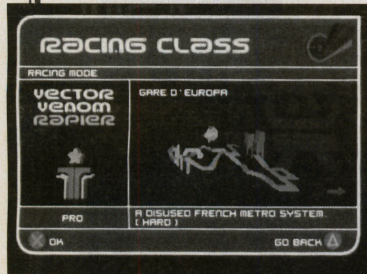 RACING CLASS
RACING MODE
VECTOR
VENOM
RAPIER
GARE D'EUROPA
PRO
A DISUSED FRENCH METRO SYSTEM.
(HARD)
OK
GO BACK